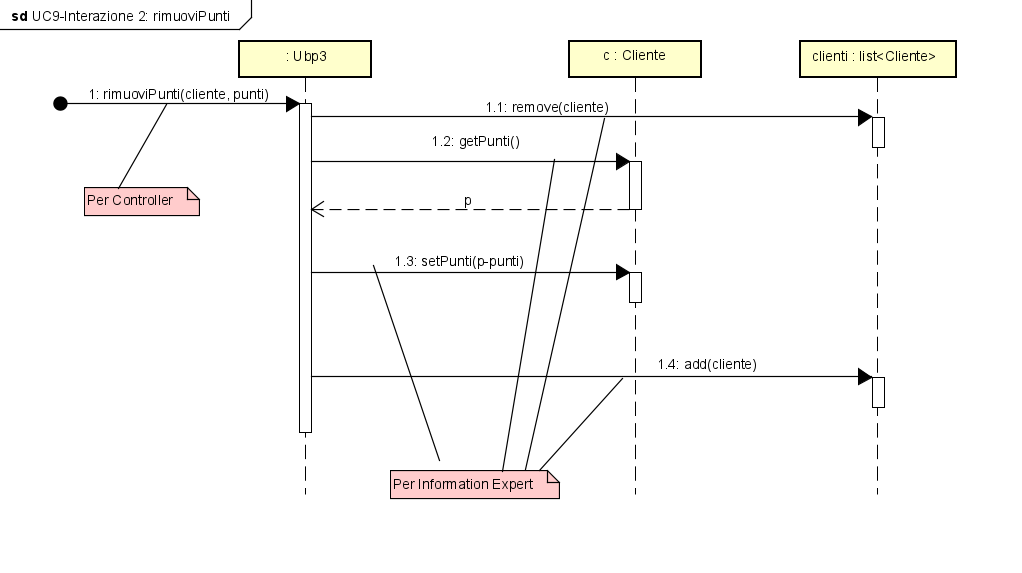 sd UC9-Interazione 2: rimuoviPunti
: Ubp3
c : Cliente
clienti : list<Cliente>
1: rimuoviPunti(cliente, punti)
1.1: remove(cliente)
1.2: getPunti()
Per Controller
p
1.3: setPunti(p-punti)
1.4: add(cliente)
Per Information Expert